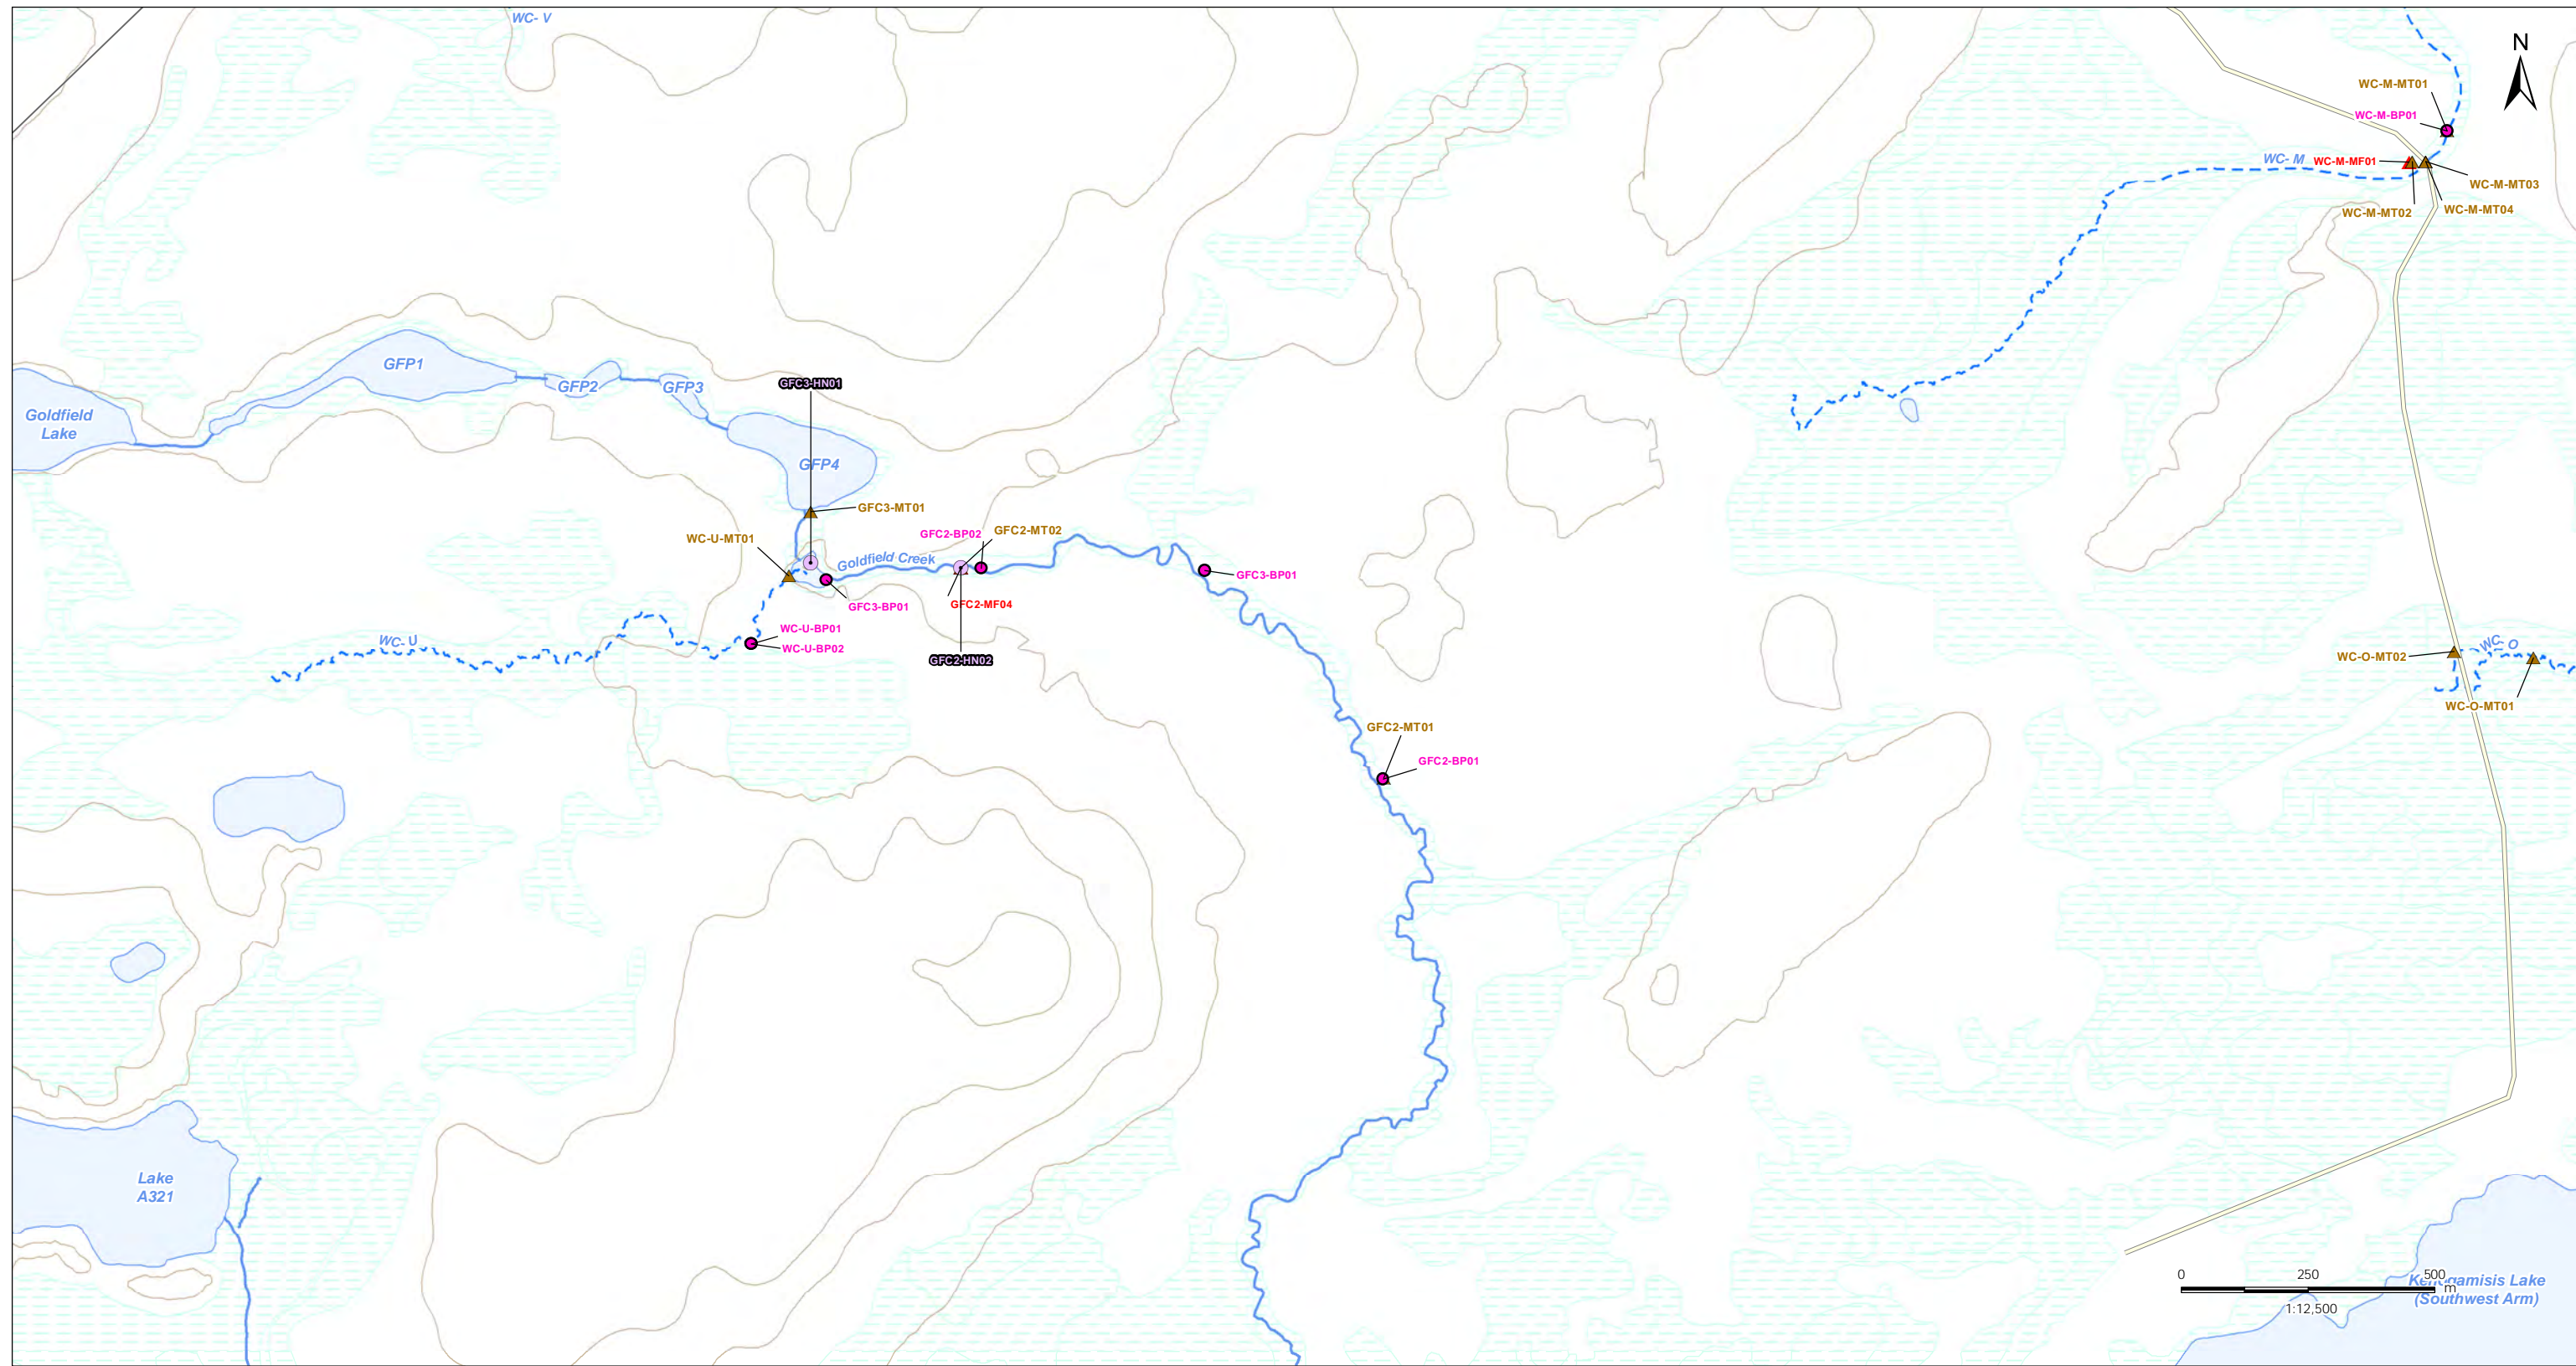 WC- V
N
WC-M-MT01
WC-M-BP01
WC- M
WC-M-MF01
WC-M-MT03
WC-M-MT02
WC-M-MT04
GFP1
GFP2
GFP3
GFC3-HN01
Goldfield
Lake
GFP4
GFC3-MT01
WC-U-MT01
GFC2-BP02
GFC2-MT02
Goldfield Creek
GFC3-BP01
GFC3-BP01
GFC2-MF04
WC-U-BP01
WC-U-BP02
WC- U
GFC2-HN02
WC-O-MT02
WC- O
WC-O-MT01
GFC2-MT01
GFC2-BP01
Lake
A321
0 250 500
m
1:12,500
Kenogamisis Lake
(Southwest Arm)